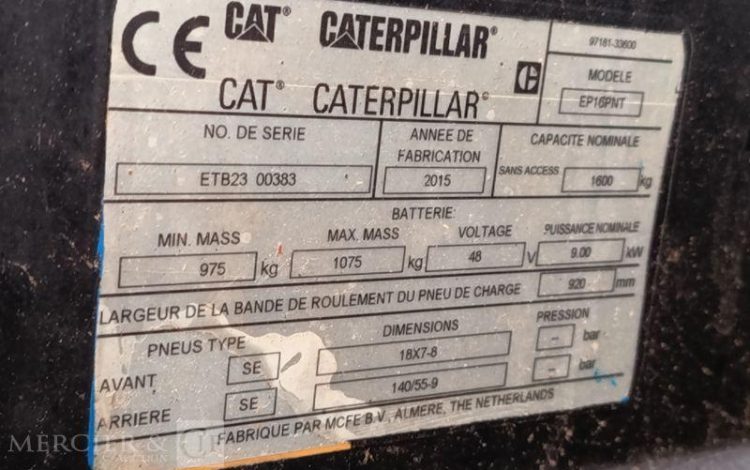 CE CAT® CATERPILLAR®
97181-33600
CAT® CATERPILLAR®
MODELE
EP16PNT
NO. DE SERIE
ETB23 00383
ANNEE DE
FABRICATION
2015
CAPACITE NOMINALE
SANS ACCESS. 1600 kg
BATTERIE:
MIN. MASS
975 kg
MAX. MASS
1075 kg
VOLTAGE
48 V
PUISSANCE NOMINALE
9.00 kW
LARGEUR DE LA BANDE DE ROULEMENT DU PNEU DE CHARGE 920 mm
PNEUS TYPE DIMENSIONS PRESSION
AVANT SE 18X7-8 – bar
ARRIERE SE 140/55-9 – bar
FABRIQUE PAR MCFE B.V., ALMERE, THE NETHERLANDS
MERCIER &